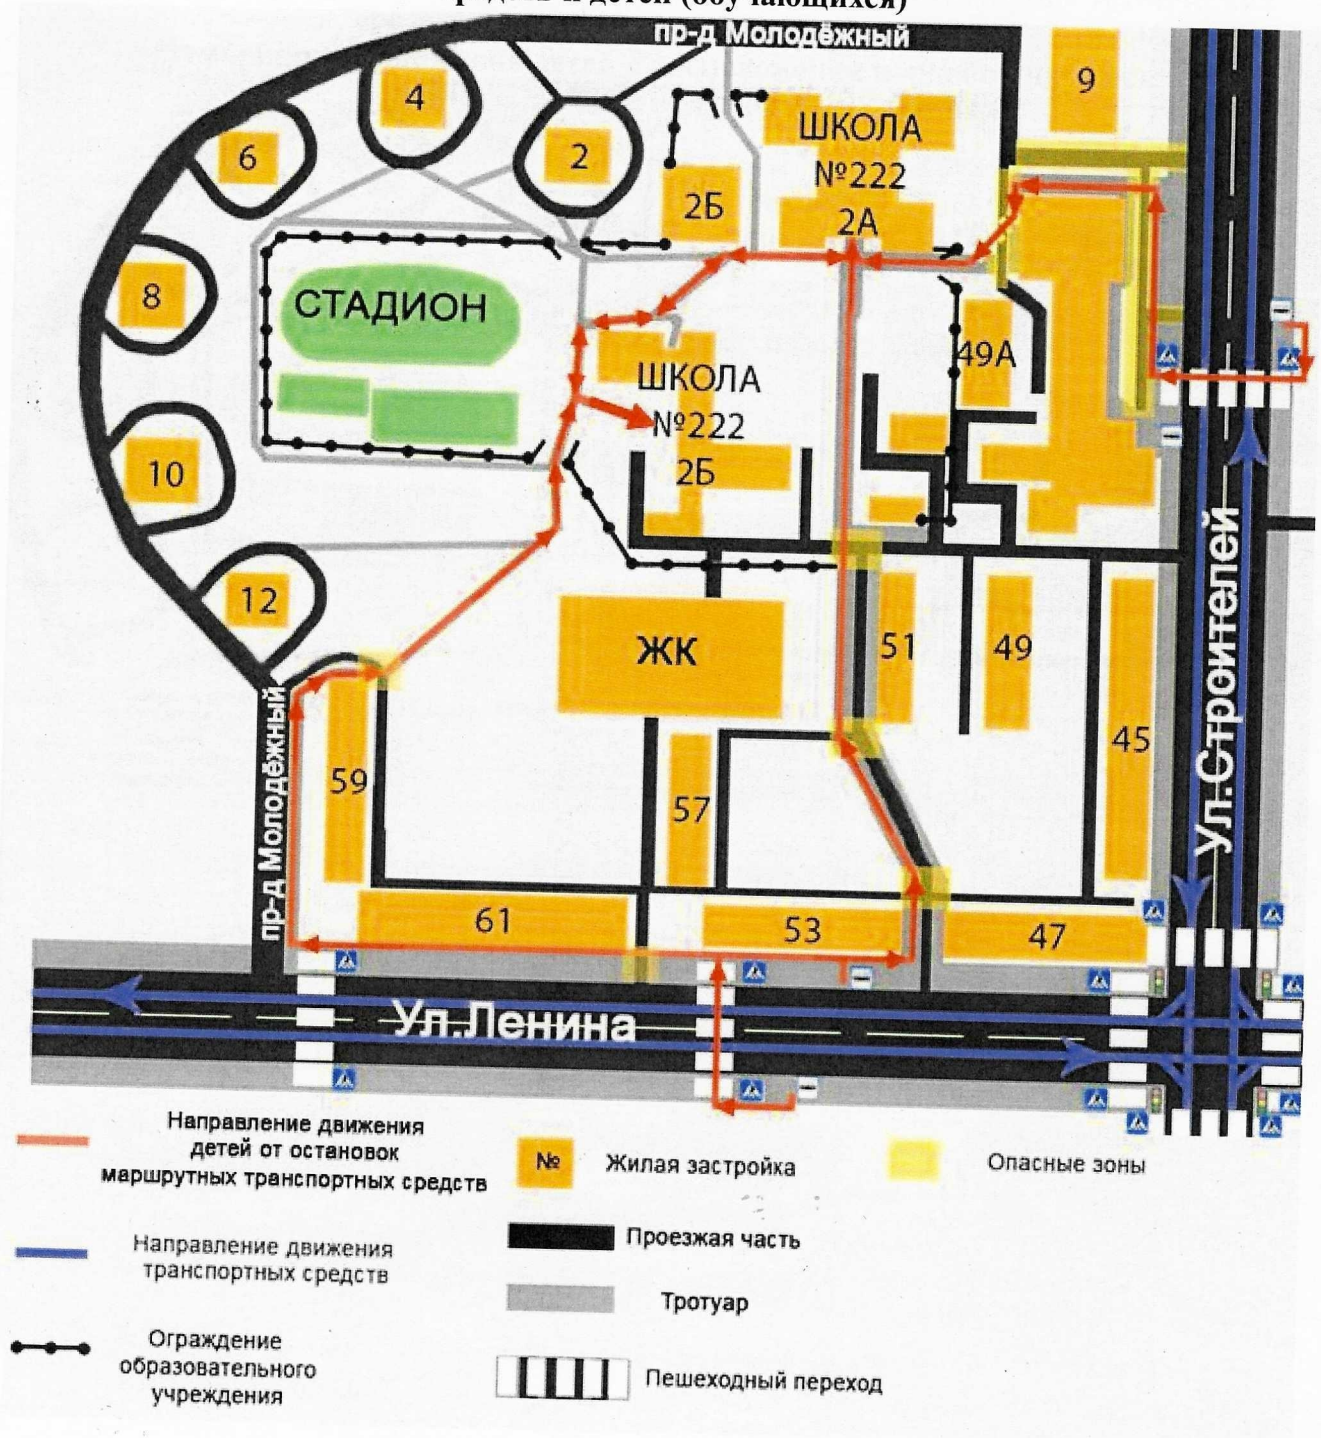 (обучающихся)
пр-д Молодёжный
9
4
ШКОЛА
6
2
№222
2Б
2А
8
СТАДИОН
49А
ШКОЛА
№222
10
2Б
12
ЖК
51
49
45
Ул.Строителей
пр-д Молодёжный
59
57
61
53
47
Ул.Ленина
Направление движения
детей от остановок
маршрутных транспортных средств
№
Жилая застройка
Опасные зоны
Направление движения
транспортных средств
Проезжая часть
Тротуар
Ограждение
образовательного
учреждения
Пешеходный переход